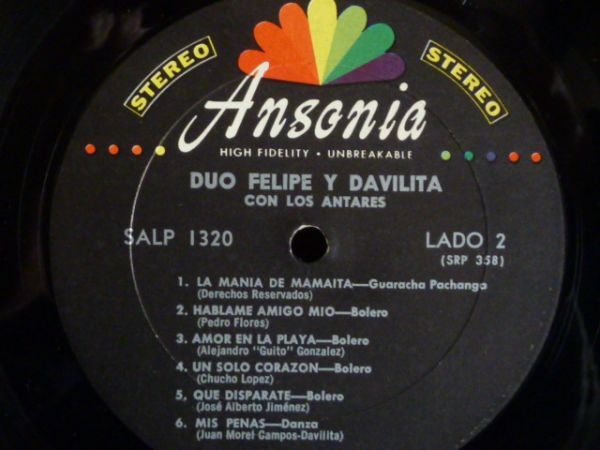 STEREO
STEREO
Ansonia
HIGH FIDELITY • UNBREAKABLE
DUO FELIPE Y DAVILITA
CON LOS ANTARES
SALP 1320
LADO 2
(SRP 358)
1. LA MANIA DE MAMAITA—Guaracha Pachanga
(Derechos Reservados)
2. HABLAME AMIGO MIO—Bolero
(Pedro Flores)
3. AMOR EN LA PLAYA—Bolero
(Alejandro "Guito" Gonzalez)
4. UN SOLO CORAZON—Bolero
(Chucho Lopez)
5, QUE DISPARATE—Bolero
(José Alberto Jiménez)
6. MIS PENAS—Danza
(Juan Morel Campos-Davilita)